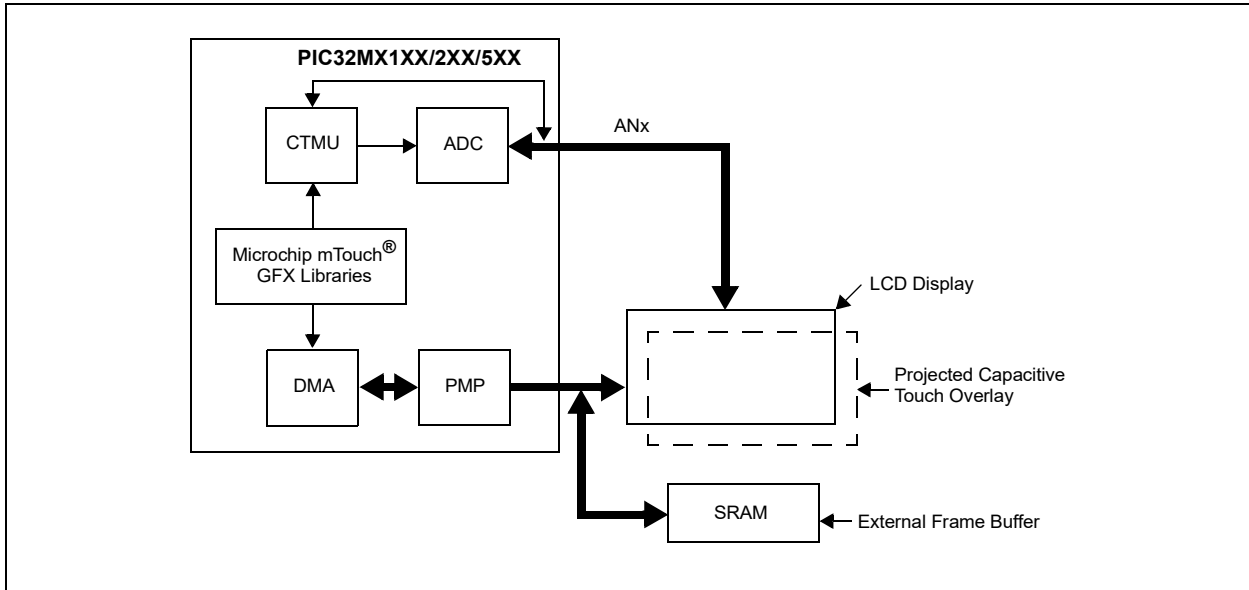 PIC32MX1XX/2XX/5XX
CTMU
ADC
ANx
Microchip mTouch®
GFX Libraries
LCD Display
DMA
PMP
Projected Capacitive
Touch Overlay
SRAM
External Frame Buffer